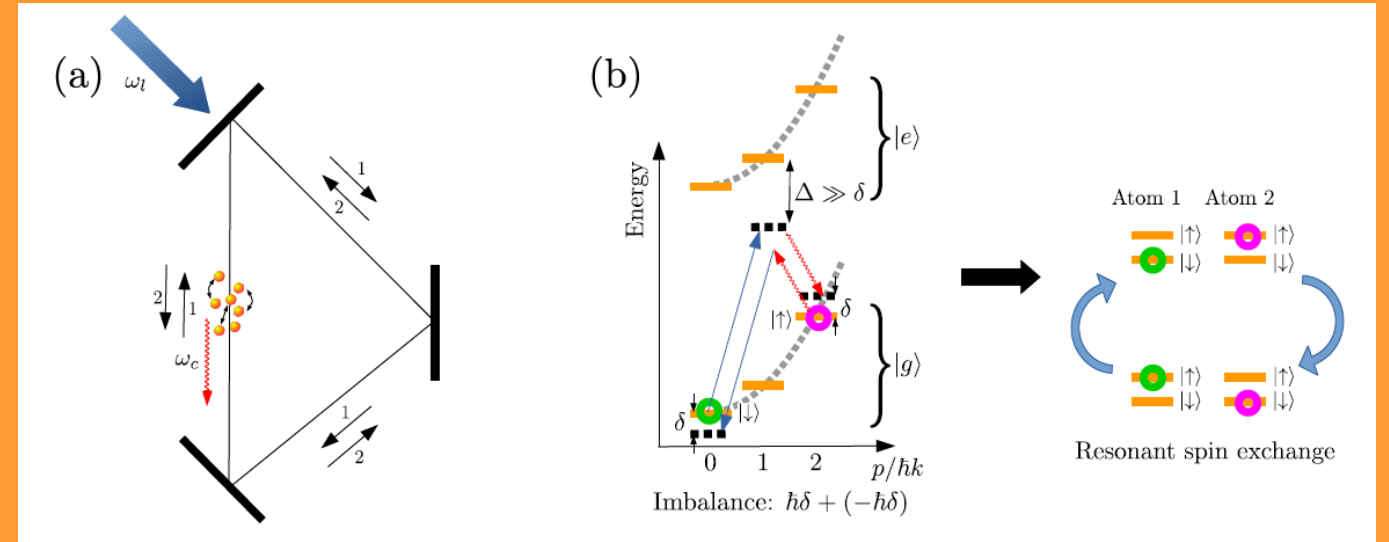 (a)
ω_l
1
2
2
1
ω_c
1
2
(b)
Energy
|e⟩
Δ ≫ δ
|↑⟩
δ
|g⟩
δ
|↓⟩
0 1 2 p/ħk
Imbalance: ħδ + (−ħδ)
Atom 1 Atom 2
|↑⟩ |↑⟩
|↓⟩ |↓⟩
|↑⟩ |↑⟩
|↓⟩ |↓⟩
Resonant spin exchange